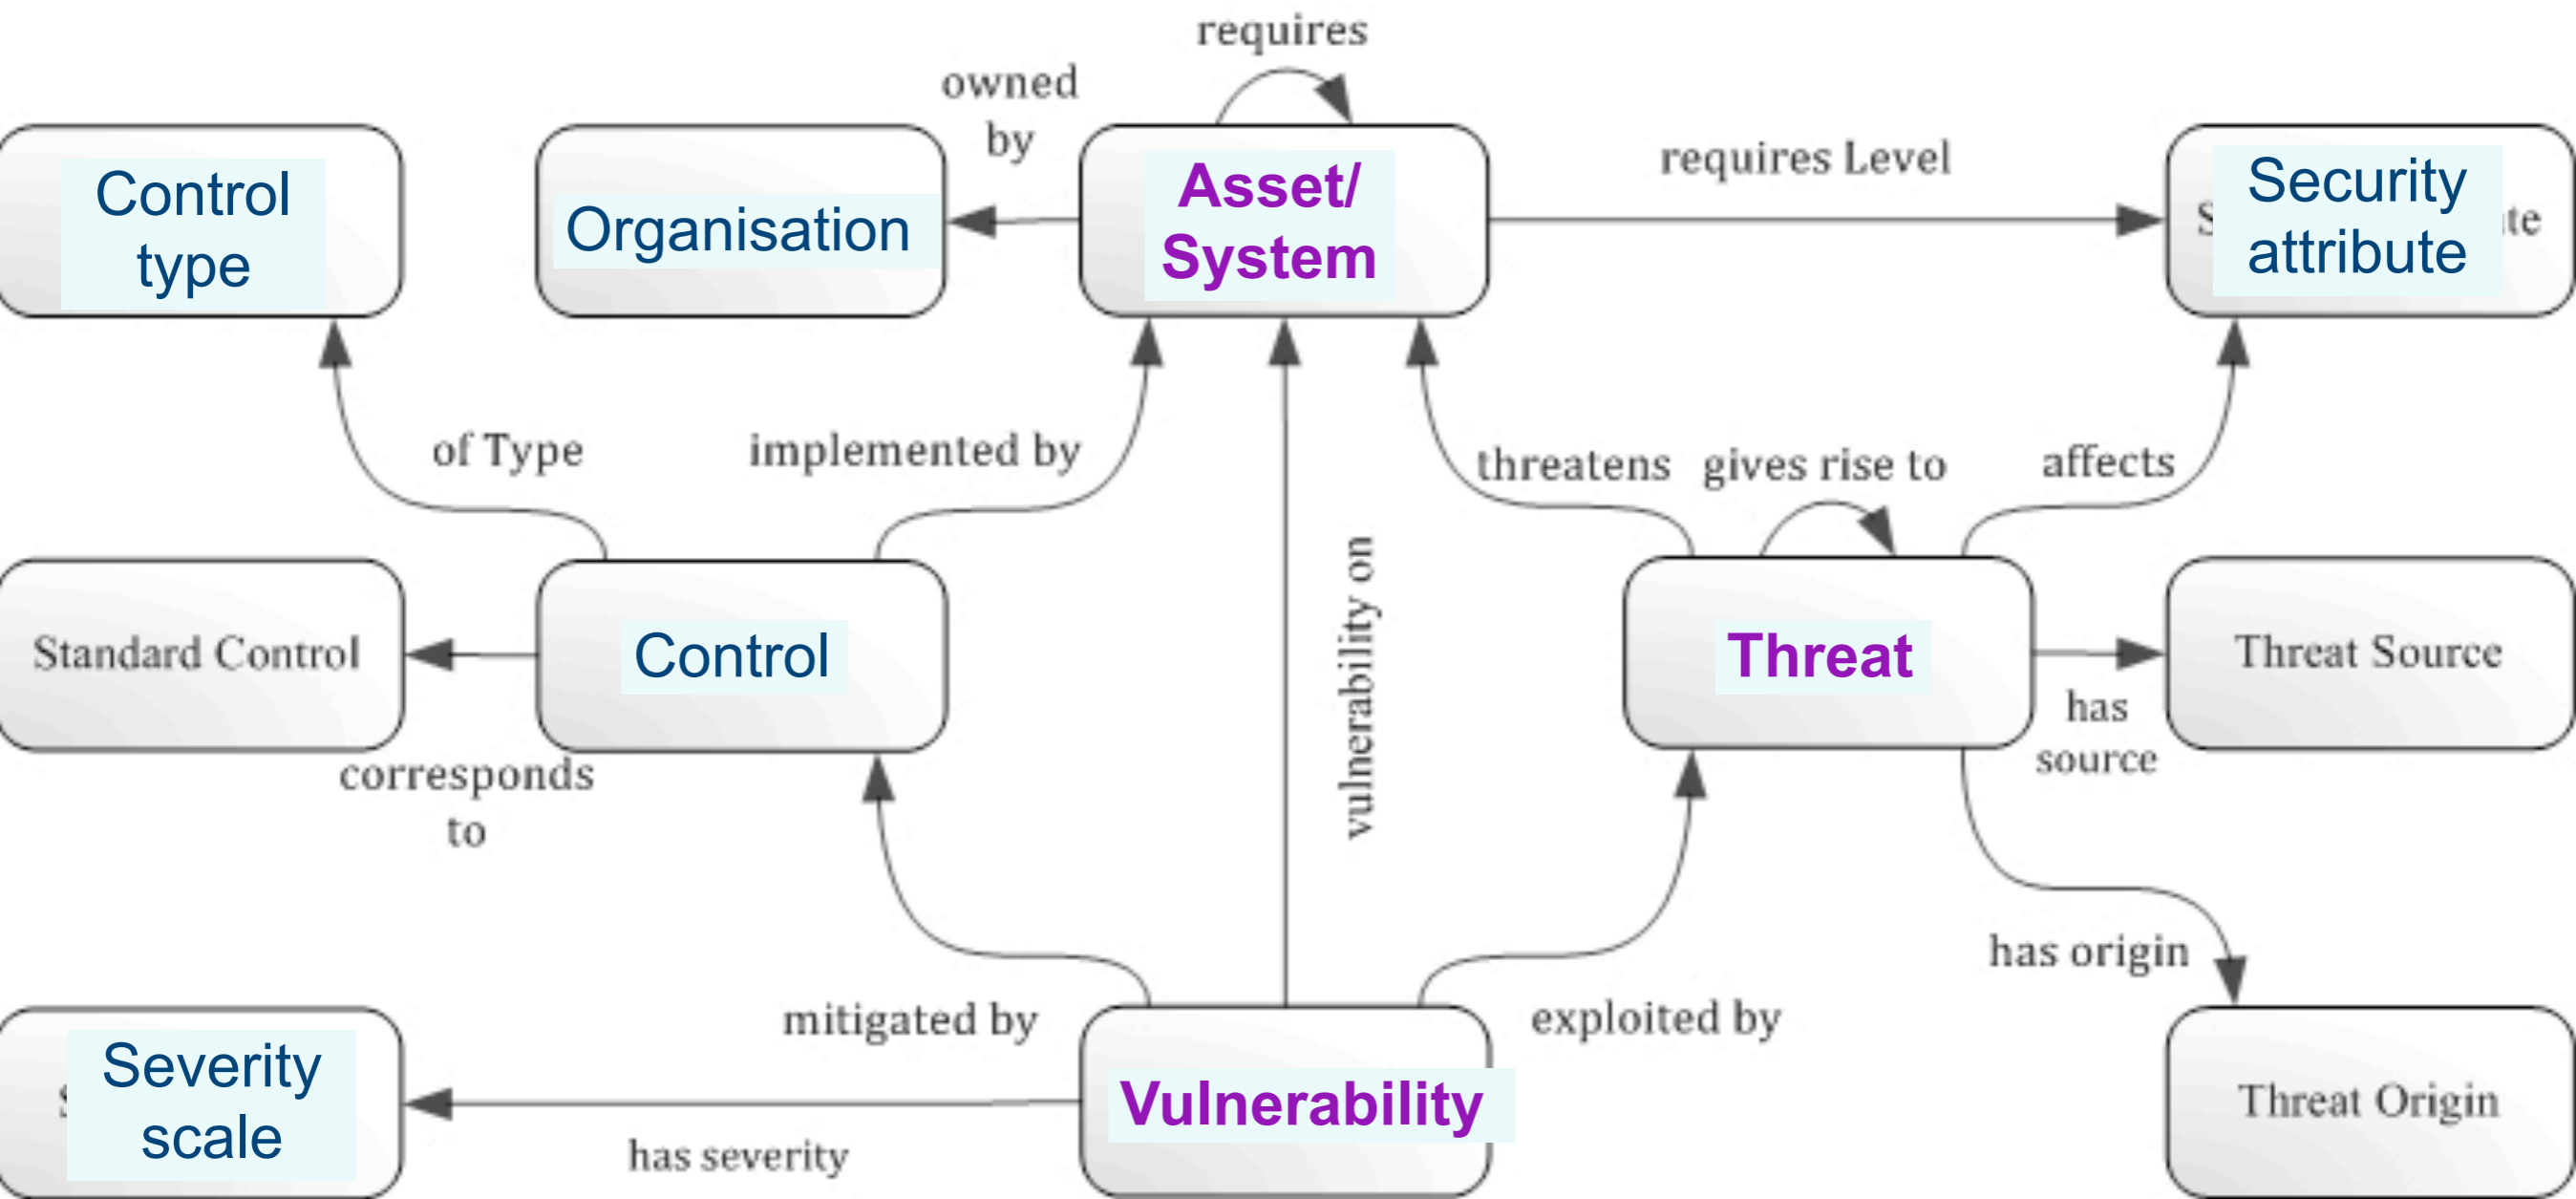 requires
owned
by
Control
type
Organisation
Asset/
System
requires Level
Security
attribute
of Type
implemented by
threatens
gives rise to
affects
vulnerability on
Standard Control
Control
Threat
Threat Source
has
source
corresponds
to
has origin
mitigated by
exploited by
Severity
scale
has severity
Vulnerability
Threat Origin